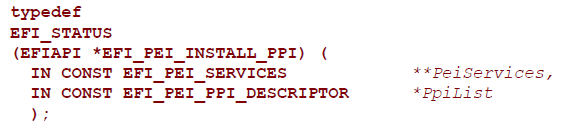 typedef
EFI_STATUS
(EFIAPI *EFI_PEI_INSTALL_PPI) (
IN CONST EFI_PEI_SERVICES **PeiServices,
IN CONST EFI_PEI_PPI_DESCRIPTOR *PpiList
);